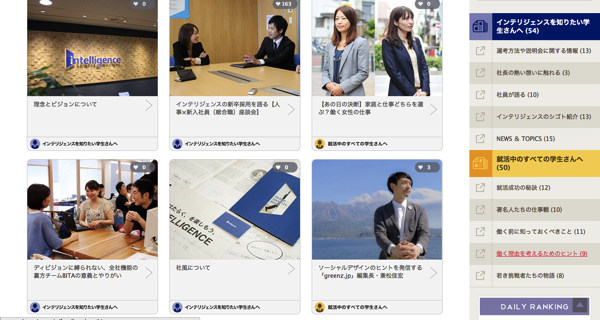 0
163
0
intelligence
理念とビジョンについて
インテリジェンスの新卒採用を語る【人
事×新入社員（総合職）座談会】
【あの日の決断】家庭と仕事どちらを選
ぶ？働く女性の仕事
インテリジェンスを知りたい学生さんへ
インテリジェンスを知りたい学生さんへ
就活中のすべての学生さんへ
0
0
3
はたらく、を楽しもう。
INTELLIGENCE
ディビジョンに縛られない、全社機能の
裏方チームBITAの意義とやりがい
社風について
ソーシャルデザインのヒントを発信する
「greenz.jp」編集長・兼松佳宏
インテリジェンスを知りたい学生さんへ
インテリジェンスを知りたい学生さんへ
就活中のすべての学生さんへ
インテリジェンスを知りたい学
生さんへ (54)
選考方法や説明会に関する情報 (13)
社長の熱い想いに触れる (3)
社員が語る (10)
インテリジェンスのシゴト紹介 (13)
NEWS & TOPICS (15)
就活中のすべての学生さんへ
(50)
就活成功の秘訣 (12)
著名人たちの仕事観 (10)
働く前に知っておくべきこと (11)
働く理由を考えるためのヒント (9)
若き挑戦者たちの物語 (8)
DAILY RANKING